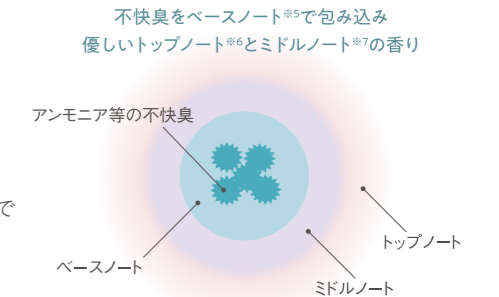 不快臭をベースノート※5で包み込み
優しいトップノート※6とミドルノート※7の香り
アンモニア等の不快臭
で
トップノート
ベースノート
ミドルノート